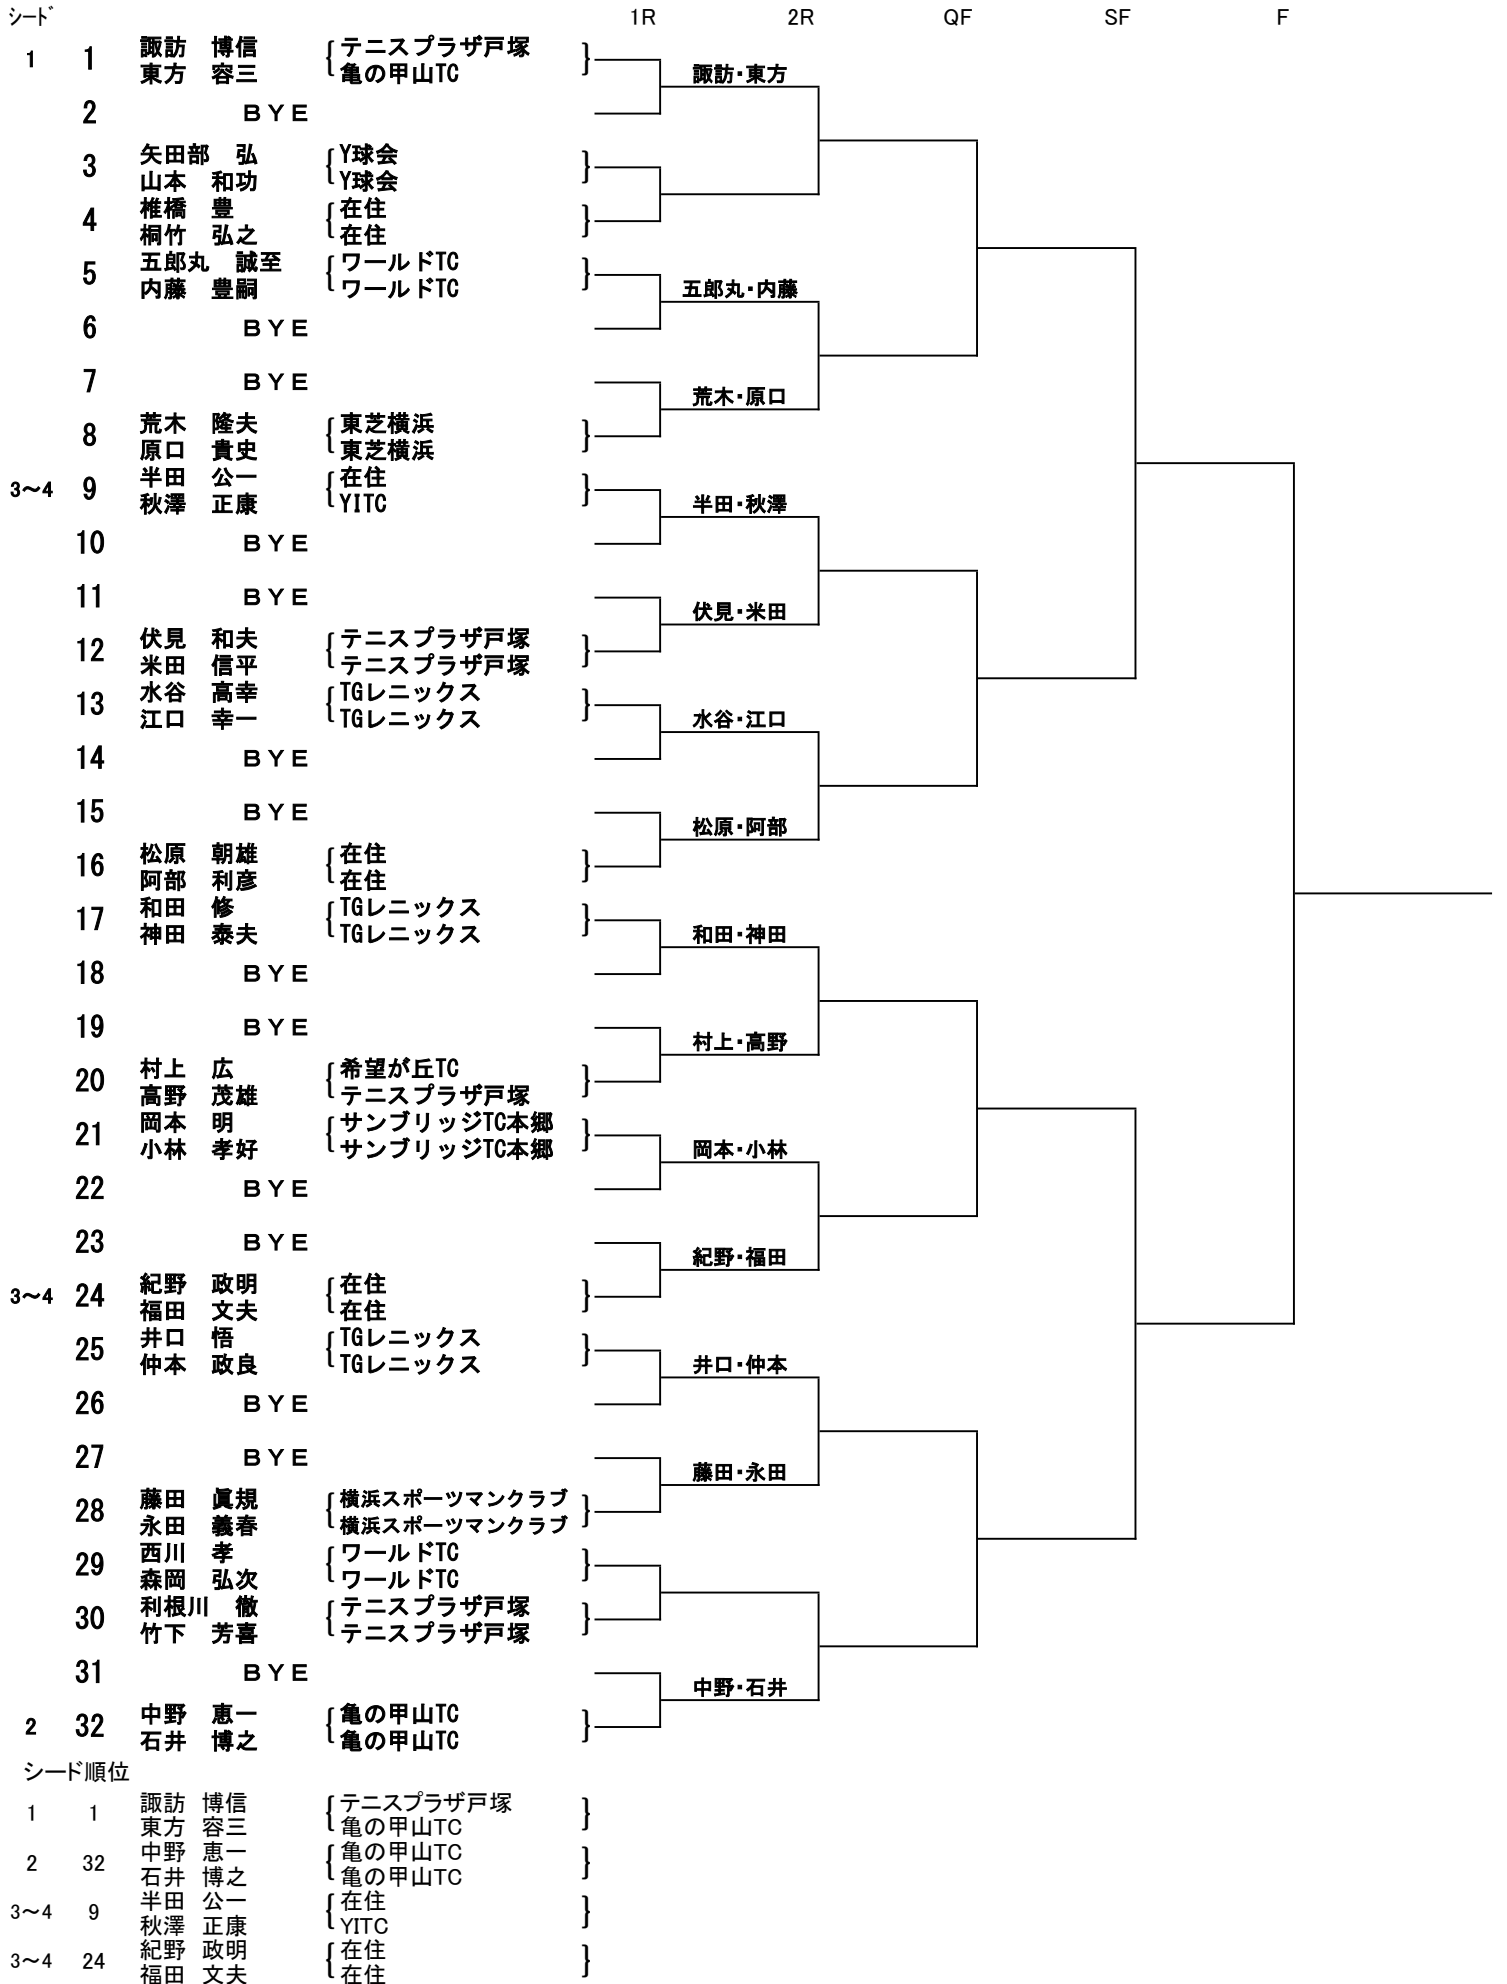 ｼｰﾄﾞ 1R 2R QF SF F
1 1 諏訪　博信 テニスプラザ戸塚
東方　容三 亀の甲山TC
諏訪・東方
2 ＢＹＥ
3 矢田部　弘 Y球会
山本　和功 Y球会
4 椎橋　豊 在住
桐竹　弘之 在住
5 五郎丸　誠至 ワールドTC
内藤　豊嗣 ワールドTC
五郎丸・内藤
6 ＢＹＥ
7 ＢＹＥ
荒木・原口
8 荒木　隆夫 東芝横浜
原口　貴史 東芝横浜
3～4 9 半田　公一 在住
秋澤　正康 YITC
半田・秋澤
10 ＢＹＥ
11 ＢＹＥ
伏見・米田
12 伏見　和夫 テニスプラザ戸塚
米田　信平 テニスプラザ戸塚
13 水谷　高幸 TGレニックス
江口　幸一 TGレニックス
水谷・江口
14 ＢＹＥ
15 ＢＹＥ
松原・阿部
16 松原　朝雄 在住
阿部　利彦 在住
17 和田　修 TGレニックス
神田　泰夫 TGレニックス
和田・神田
18 ＢＹＥ
19 ＢＹＥ
村上・高野
20 村上　広 希望が丘TC
高野　茂雄 テニスプラザ戸塚
21 岡本　明 サンブリッジTC本郷
小林　孝好 サンブリッジTC本郷
岡本・小林
22 ＢＹＥ
23 ＢＹＥ
紀野・福田
3～4 24 紀野　政明 在住
福田　文夫 在住
25 井口　悟 TGレニックス
仲本　政良 TGレニックス
井口・仲本
26 ＢＹＥ
27 ＢＹＥ
藤田・永田
28 藤田　眞規 横浜スポーツマンクラブ
永田　義春 横浜スポーツマンクラブ
29 西川　孝 ワールドTC
森岡　弘次 ワールドTC
30 利根川　徹 テニスプラザ戸塚
竹下　芳喜 テニスプラザ戸塚
31 ＢＹＥ
中野・石井
2 32 中野　恵一 亀の甲山TC
石井　博之 亀の甲山TC
シード順位
1 1 諏訪　博信 テニスプラザ戸塚
東方　容三 亀の甲山TC
2 32 中野　恵一 亀の甲山TC
石井　博之 亀の甲山TC
3～4 9 半田　公一 在住
秋澤　正康 YITC
3～4 24 紀野　政明 在住
福田　文夫 在住